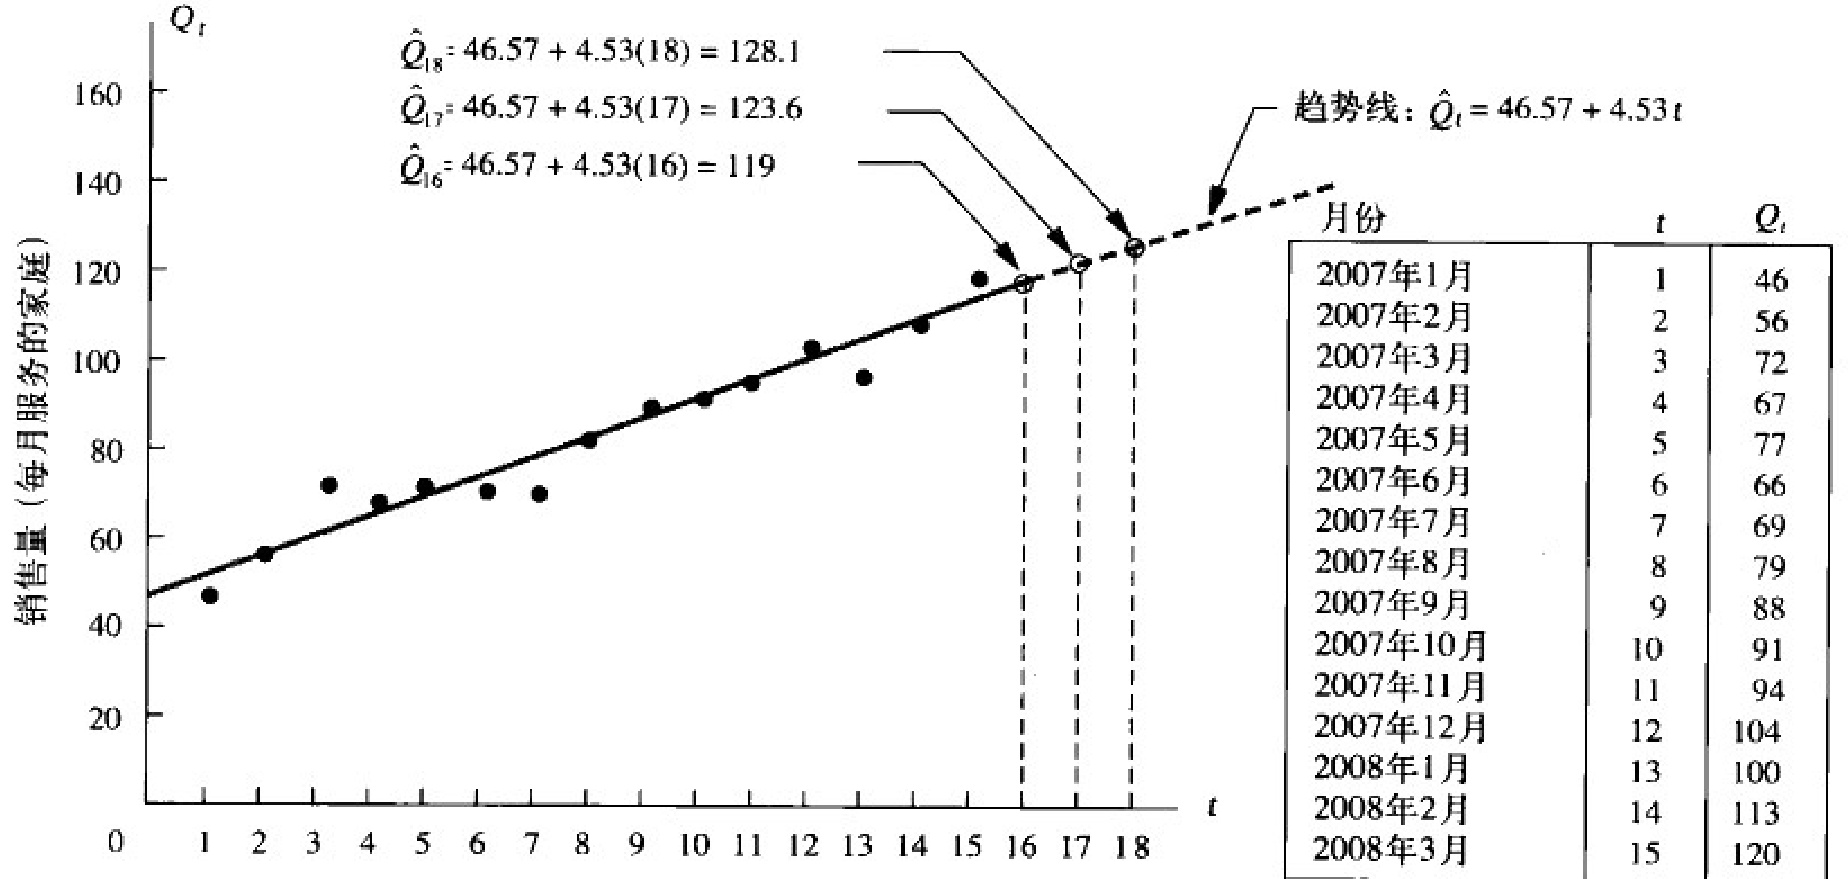 Q_t
Q̂₁₈= 46.57 + 4.53(18) = 128.1
Q̂₁₇= 46.57 + 4.53(17) = 123.6
Q̂₁₆= 46.57 + 4.53(16) = 119
趋势线：Q̂_t = 46.57 + 4.53t
销售量（每月服务的家庭）
160
140
120
100
80
60
40
20
0 1 2 3 4 5 6 7 8 9 10 11 12 13 14 15 16 17 18
t
月份 t Q_t
2007年1月 1 46
2007年2月 2 56
2007年3月 3 72
2007年4月 4 67
2007年5月 5 77
2007年6月 6 66
2007年7月 7 69
2007年8月 8 79
2007年9月 9 88
2007年10月 10 91
2007年11月 11 94
2007年12月 12 104
2008年1月 13 100
2008年2月 14 113
2008年3月 15 120